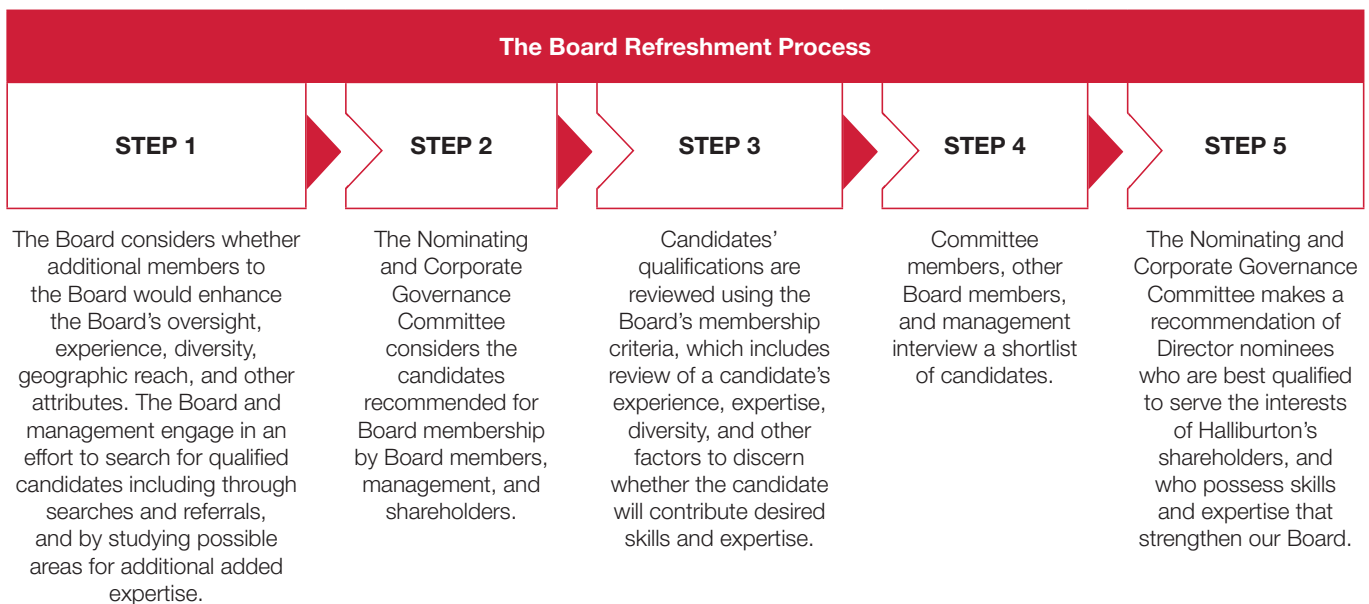 The Board Refreshment Process
STEP 1
The Board considers whether
additional members to
the Board would enhance
the Board's oversight,
experience, diversity,
geographic reach, and other
attributes. The Board and
management engage in an
effort to search for qualified
candidates including through
searches and referrals,
and by studying possible
areas for additional added
expertise.
STEP 2
The Nominating
and Corporate
Governance
Committee
considers the
candidates
recommended for
Board membership
by Board members,
management, and
shareholders.
STEP 3
Candidates’
qualifications are
reviewed using the
Board’s membership
criteria, which includes
review of a candidate’s
experience, expertise,
diversity, and other
factors to discern
whether the candidate
will contribute desired
skills and expertise.
STEP 4
Committee
members, other
Board members,
and management
interview a shortlist
of candidates.
STEP 5
The Nominating and
Corporate Governance
Committee makes a
recommendation of
Director nominees
who are best qualified
to serve the interests
of Halliburton’s
shareholders, and
who possess skills
and expertise that
strengthen our Board.